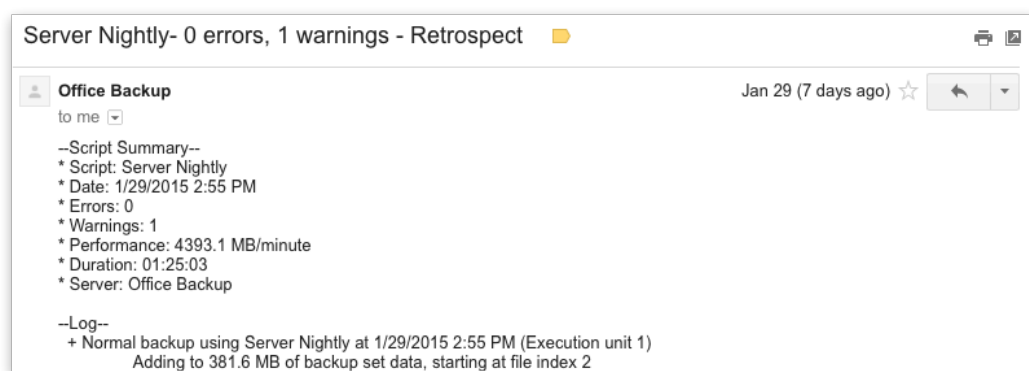 Server Nightly- 0 errors, 1 warnings - Retrospect
Office Backup
Jan 29 (7 days ago)
to me
--Script Summary--
* Script: Server Nightly
* Date: 1/29/2015 2:55 PM
* Errors: 0
* Warnings: 1
* Performance: 4393.1 MB/minute
* Duration: 01:25:03
* Server: Office Backup
--Log--
+ Normal backup using Server Nightly at 1/29/2015 2:55 PM (Execution unit 1)
Adding to 381.6 MB of backup set data, starting at file index 2